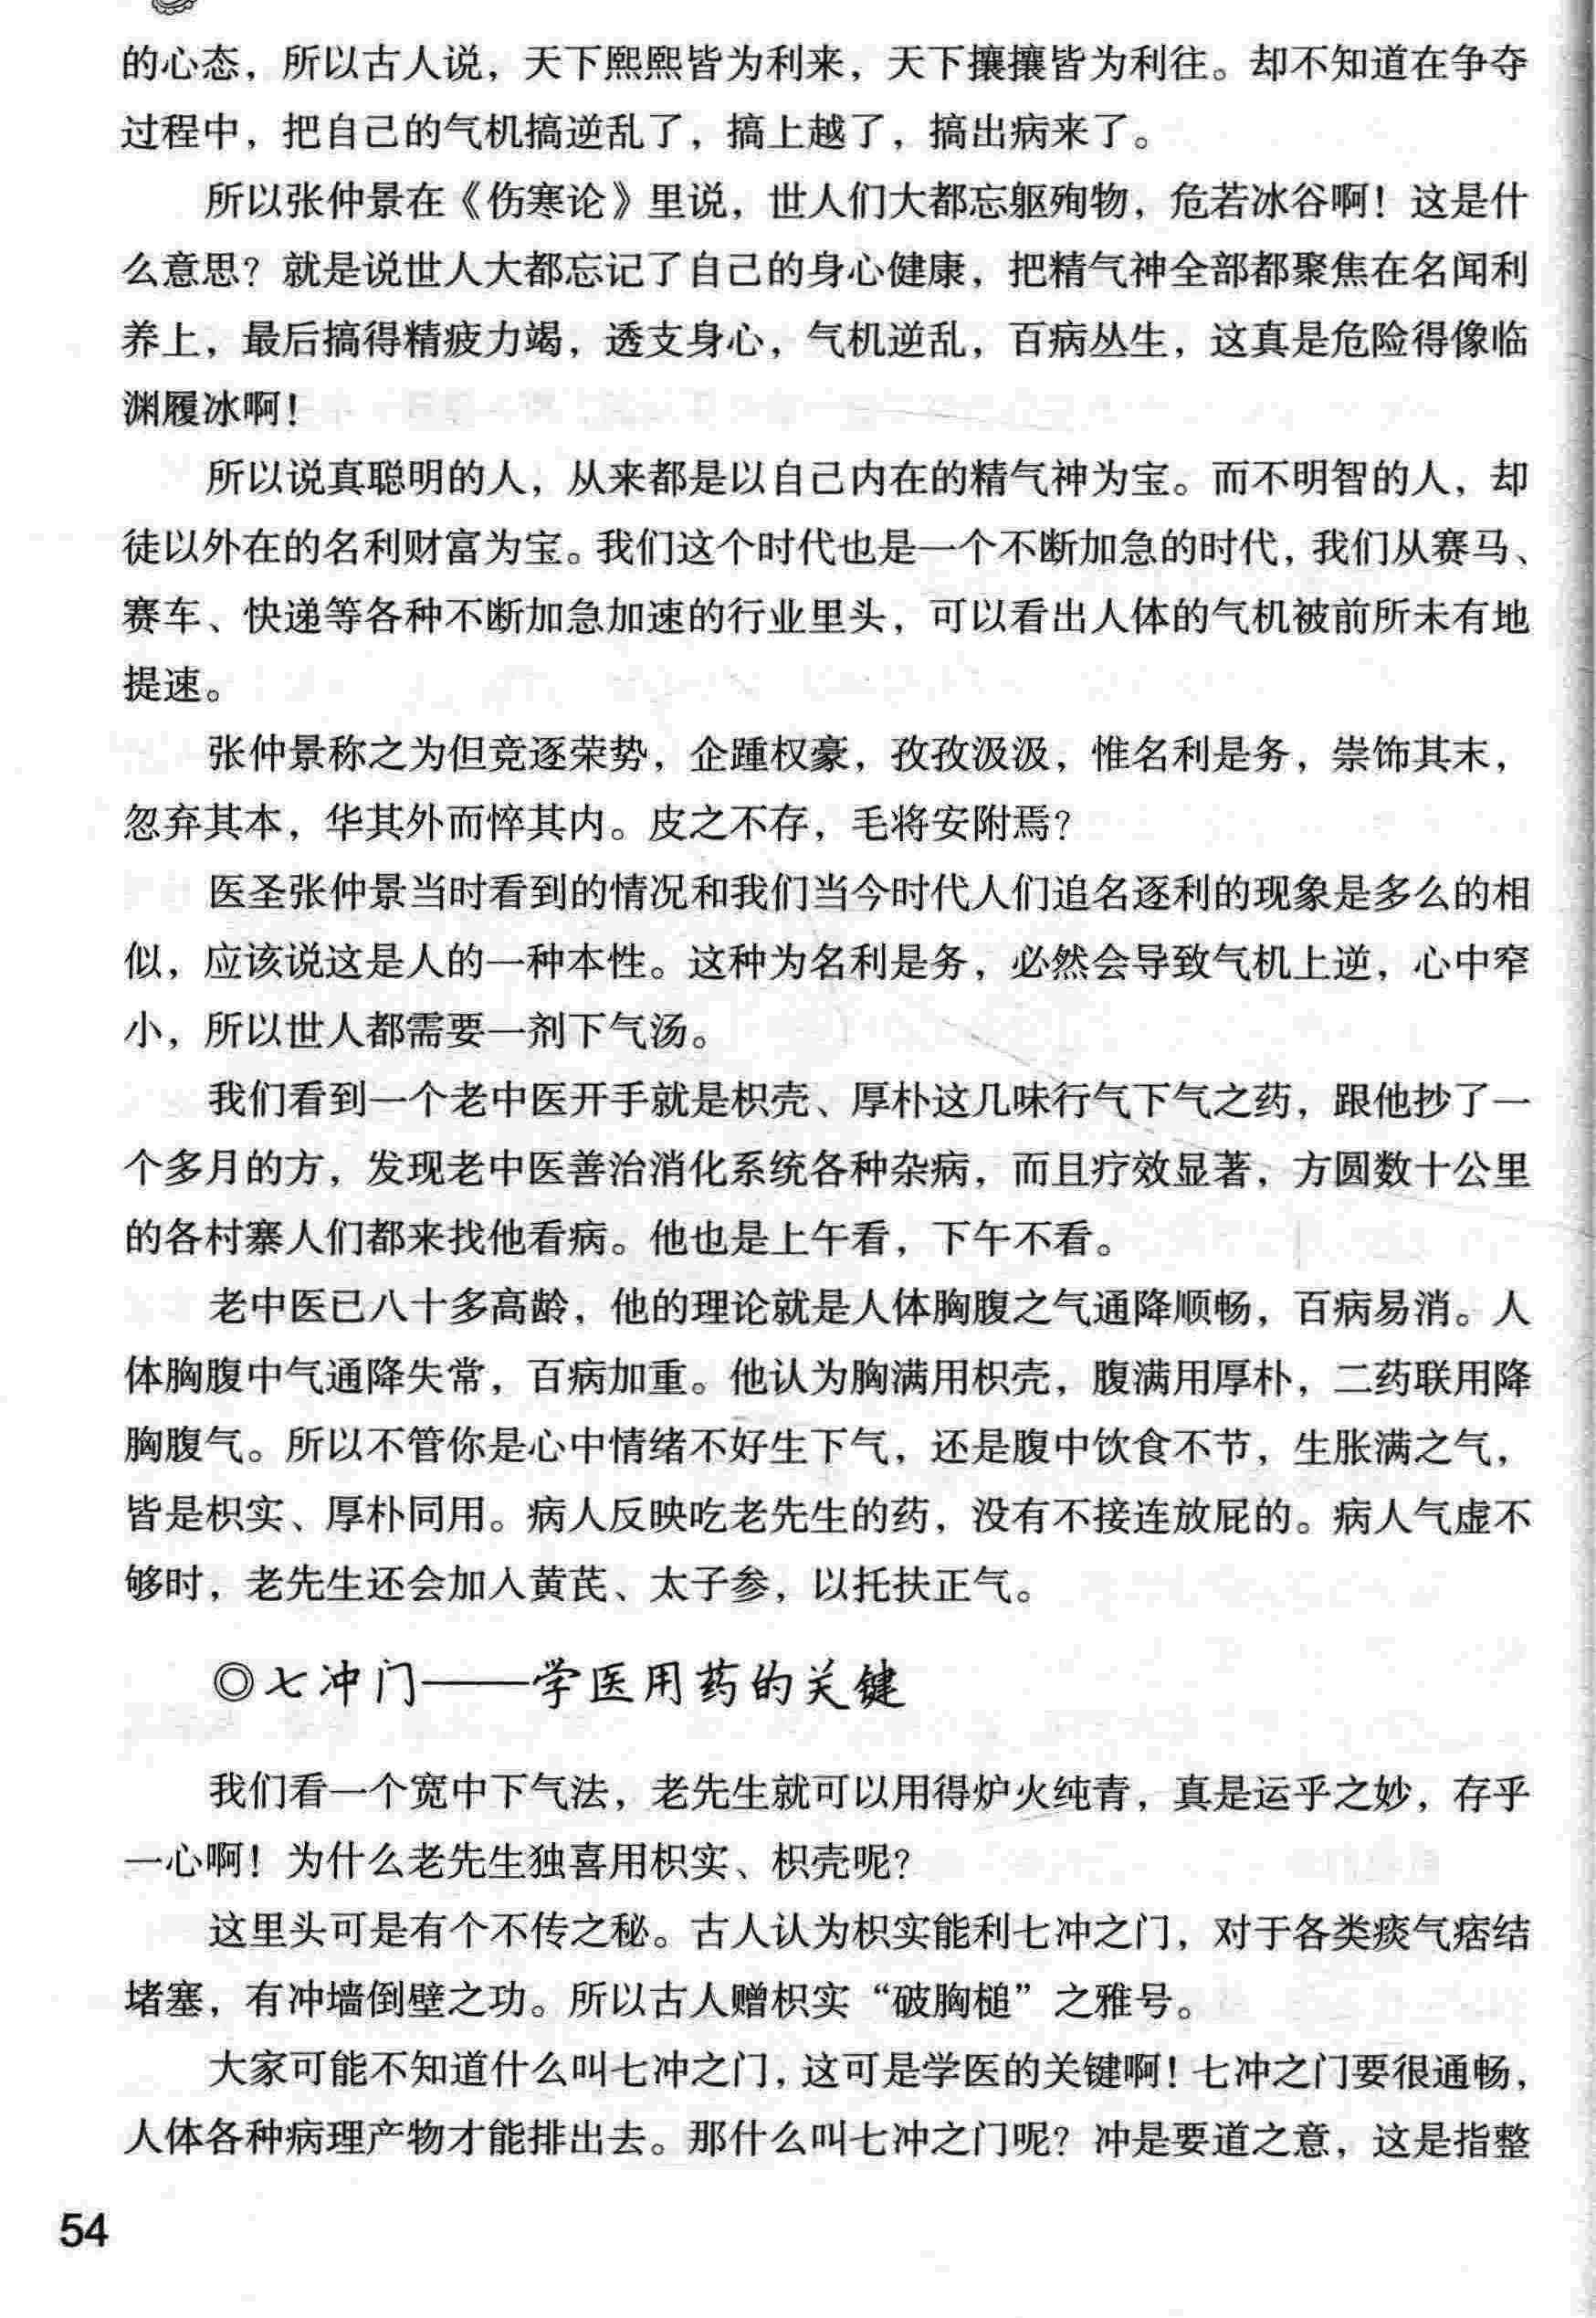 的心态，所以古人说，天下熙熙皆为利来，天下攘攘皆为利往。却不知道在争夺
过程中，把自己的气机搞逆乱了，搞上越了，搞出病来了。
所以张仲景在《伤寒论》里说，世人们大都忘躯殉物，危若冰谷啊！这是什
么意思？就是说世人大都忘记了自己的身心健康，把精气神全部都聚焦在名闻利
养上，最后搞得精疲力竭，透支身心，气机逆乱，百病丛生，这真是危险得像临
渊履冰啊！
所以说真聪明的人，从来都是以自己内在的精气神为宝。而不明智的人，却
徒以外在的名利财富为宝。我们这个时代也是一个不断加急的时代，我们从赛马、
赛车、快递等各种不断加急加速的行业里头，可以看出人体的气机被前所未有地
提速。
张仲景称之为但竞逐荣势，企踵权豪，孜孜汲汲，惟名利是务，崇饰其末，
忽弃其本，华其外而悴其内。皮之不存，毛将安附焉？
医圣张仲景当时看到的情况和我们当今时代人们追名逐利的现象是多么的相
似，应该说这是人的一种本性。这种为名利是务，必然会导致气机上逆，心中窄
小，所以世人都需要一剂下气汤。
我们看到一个老中医开手就是枳壳、厚朴这几味行气下气之药，跟他抄了一
个多月的方，发现老中医善治消化系统各种杂病，而且疗效显著，方圆数十公里
的各村寨人们都来找他看病。他也是上午看，下午不看。
老中医已八十多高龄，他的理论就是人体胸腹之气通降顺畅，百病易消。人
体胸腹中气通降失常，百病加重。他认为胸满用枳壳，腹满用厚朴，二药联用降
胸腹气。所以不管你是心中情绪不好生下气，还是腹中饮食不节，生胀满之气，
皆是枳实、厚朴同用。病人反映吃老先生的药，没有不接连放屁的。病人气虚不
够时，老先生还会加入黄芪、太子参，以托扶正气。
◎七冲门——学医用药的关键
我们看一个宽中下气法，老先生就可以用得炉火纯青，真是运乎之妙，存乎
一心啊！为什么老先生独喜用枳实、枳壳呢？
这里头可是有个不传之秘。古人认为枳实能利七冲之门，对于各类痰气痞结
堵塞，有冲墙倒壁之功。所以古人赠枳实“破胸槌”之雅号。
大家可能不知道什么叫七冲之门，这可是学医的关键啊！七冲之门要很通畅，
人体各种病理产物才能排出去。那什么叫七冲之门呢？冲是要道之意，这是指整
54